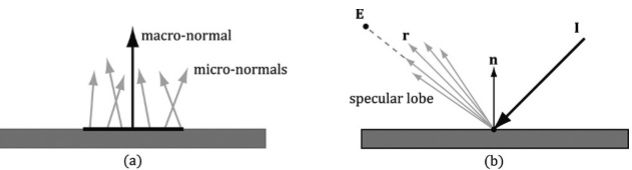 macro-normal
micro-normals
(a)
E
r
I
n
specular lobe
(b)